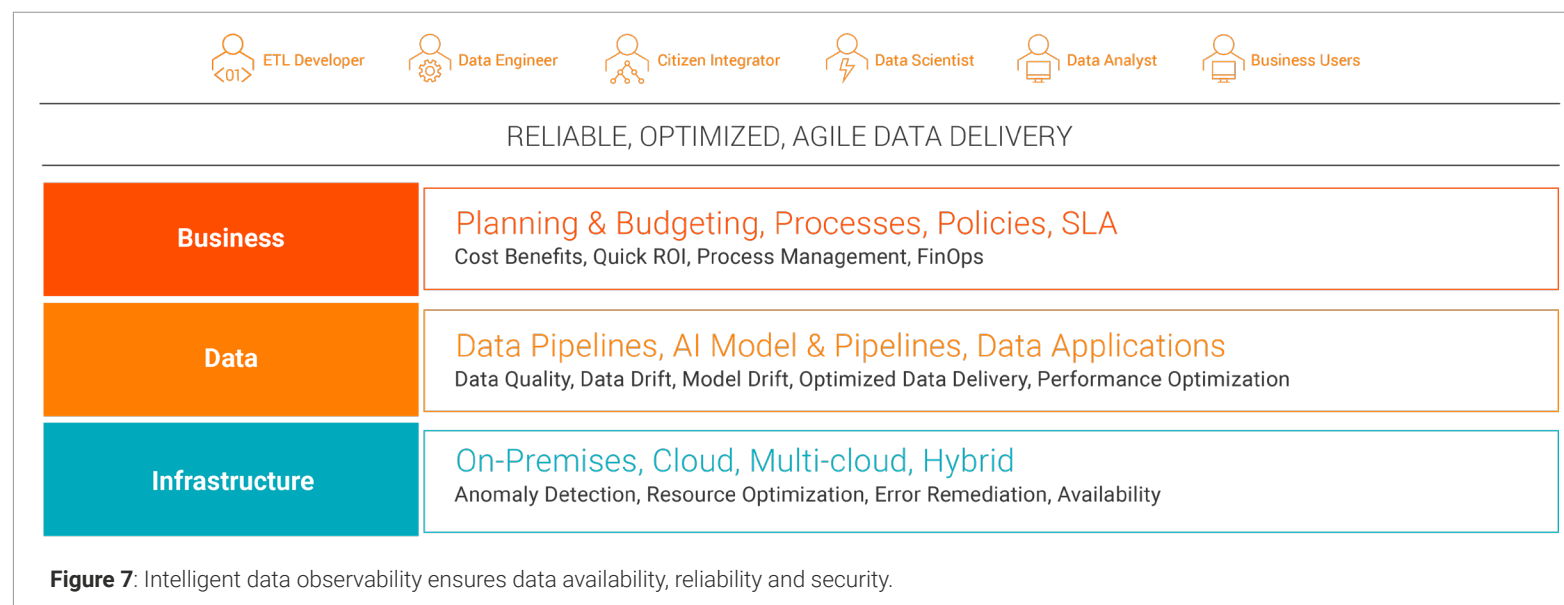 <01> ETL Developer
Data Engineer
Citizen Integrator
Data Scientist
Data Analyst
Business Users
RELIABLE, OPTIMIZED, AGILE DATA DELIVERY
Business
Planning & Budgeting, Processes, Policies, SLA
Cost Benefits, Quick ROI, Process Management, FinOps
Data
Data Pipelines, AI Model & Pipelines, Data Applications
Data Quality, Data Drift, Model Drift, Optimized Data Delivery, Performance Optimization
Infrastructure
On-Premises, Cloud, Multi-cloud, Hybrid
Anomaly Detection, Resource Optimization, Error Remediation, Availability
Figure 7: Intelligent data observability ensures data availability, reliability and security.